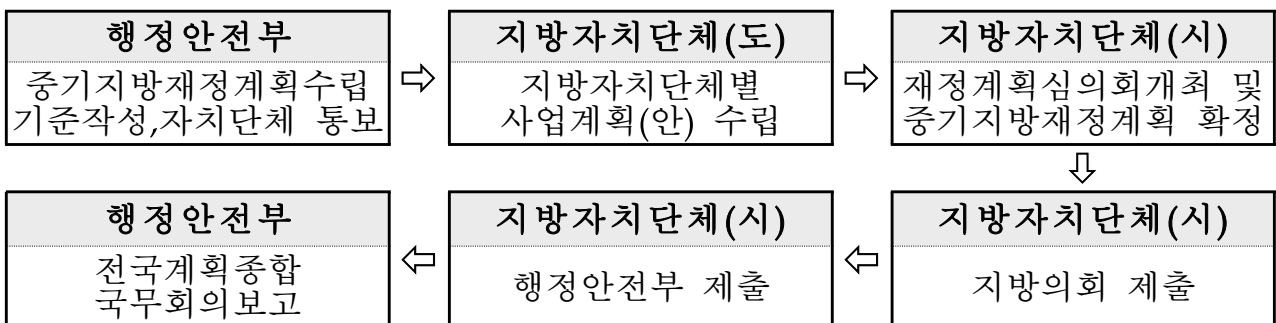 행정안전부
중기지방재정계획수립
기준작성,자치단체 통보
⇨
지방자치단체(도)
지방자치단체별
사업계획(안) 수립
⇨
지방자치단체(시)
재정계획심의회개최 및
중기지방재정계획 확정
⇩
지방자치단체(시)
지방의회 제출
⇦
지방자치단체(시)
행정안전부 제출
⇦
행정안전부
전국계획종합
국무회의보고